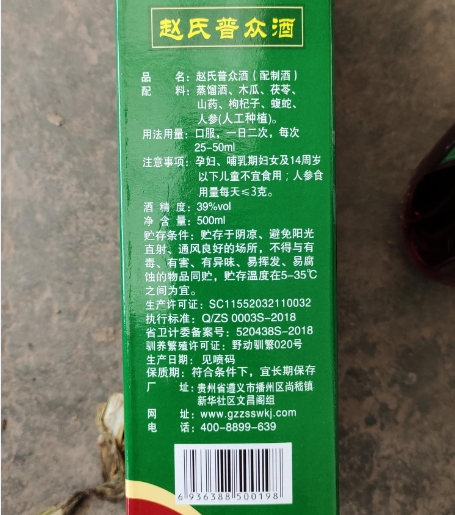 赵氏普众酒
品 名：赵氏普众酒（配制酒）
配 料：蒸馏酒、木瓜、茯苓、
山药、枸杞子、蝮蛇、
人参(人工种植)。
用法用量：口服，一日二次，每次
25-50ml
注意事项：孕妇、哺乳期妇女及14周岁
以下儿童不宜食用；人参食
用量每天≤3克。
酒 精 度：39%vol
净 含 量：500ml
贮存条件：贮存于阴凉、避免阳光
直射、通风良好的场所，不得与有
毒、有害、有异味、易挥发、易腐
蚀的物品同贮，贮存温度在5-35℃
之间为宜。
生产许可证：SC11552032110032
执行标准：Q/ZS 0003S-2018
省卫计委备案号：520438S-2018
驯养繁殖许可证：野动驯繁020号
生产日期：见喷码
保质期：符合条件下，宜长期保存
厂 址：贵州省遵义市播州区尚嵇镇
新华社区文昌阁组
网 址：www.gzzsswkj.com
电 话：400-8899-639
6 936388 500198